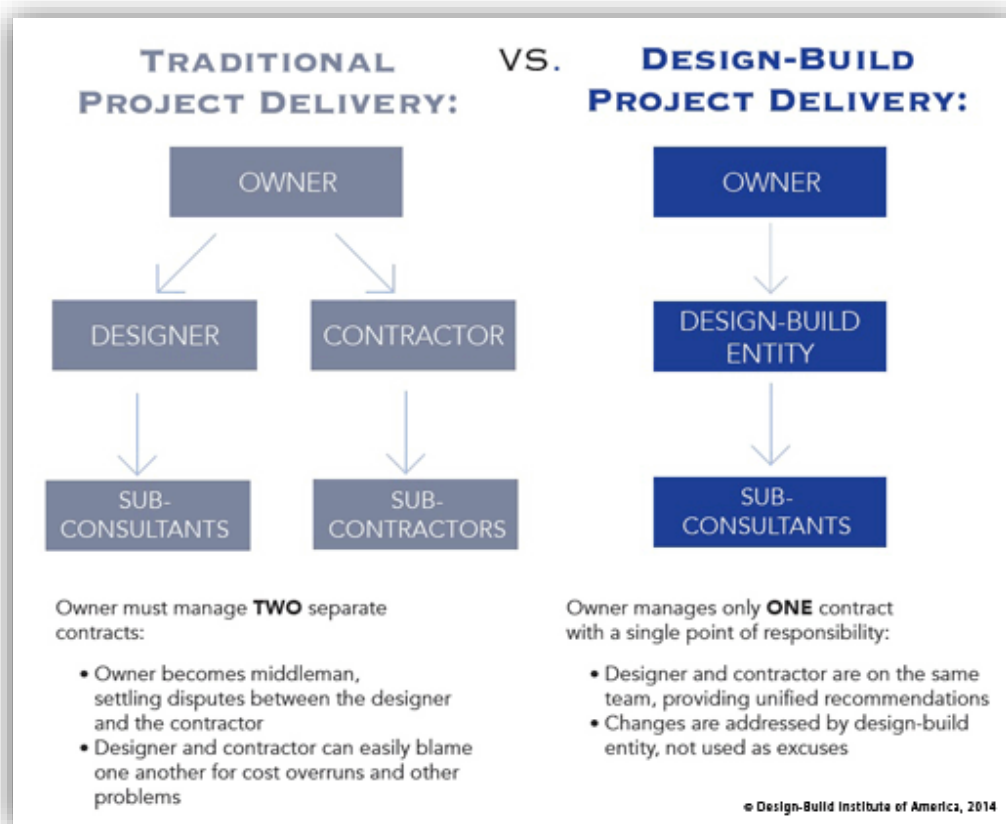 TRADITIONAL
PROJECT DELIVERY:
VS.
DESIGN-BUILD
PROJECT DELIVERY:
OWNER
DESIGNER
CONTRACTOR
SUB-
CONSULTANTS
SUB-
CONTRACTORS
Owner must manage TWO separate
contracts:
• Owner becomes middleman,
settling disputes between the designer
and the contractor
• Designer and contractor can easily blame
one another for cost overruns and other
problems
OWNER
DESIGN-BUILD
ENTITY
SUB-
CONSULTANTS
Owner manages only ONE contract
with a single point of responsibility:
• Designer and contractor are on the same
team, providing unified recommendations
• Changes are addressed by design-build
entity, not used as excuses
© Design-Build Institute of America, 2014